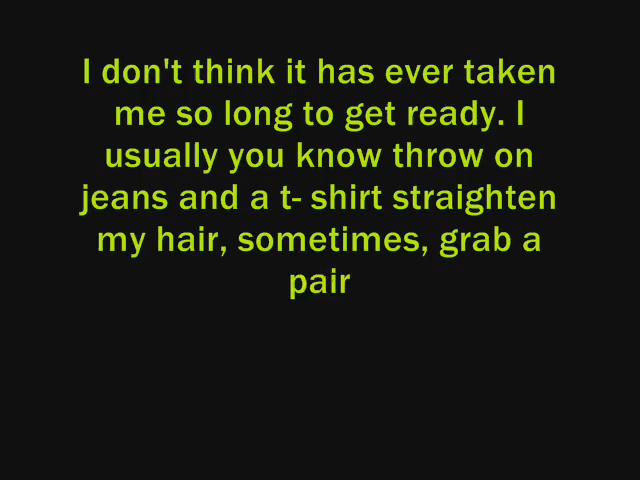 I don't think it has ever taken
me so long to get ready. I
usually you know throw on
jeans and a t- shirt straighten
my hair, sometimes, grab a
pair